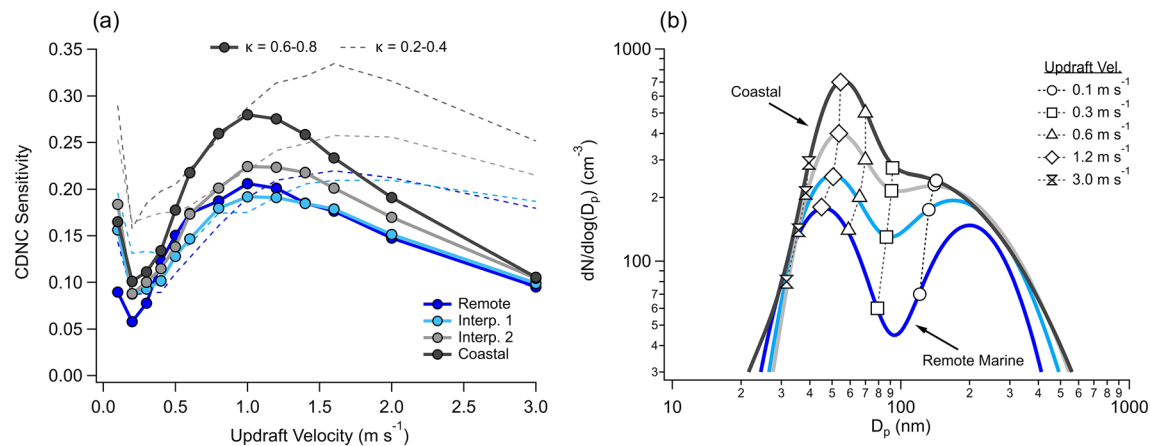 (a)
κ = 0.6-0.8
κ = 0.2-0.4
0.35
0.30
0.25
0.20
0.15
0.10
0.05
0.00
CDNC Sensitivity
Remote
Interp. 1
Interp. 2
Coastal
0.0
0.5
1.0
1.5
2.0
2.5
3.0
Updraft Velocity (m s⁻¹)
(b)
1000
7
6
5
4
3
2
100
7
6
5
4
3
dN/dlog(Dₚ) (cm⁻³)
Coastal
Remote Marine
Updraft Vel.
0.1 m s⁻¹
0.3 m s⁻¹
0.6 m s⁻¹
1.2 m s⁻¹
3.0 m s⁻¹
10
2
3
4
5
6
7
8
9
100
2
3
4
5
6
7
8
9
1000
Dₚ (nm)